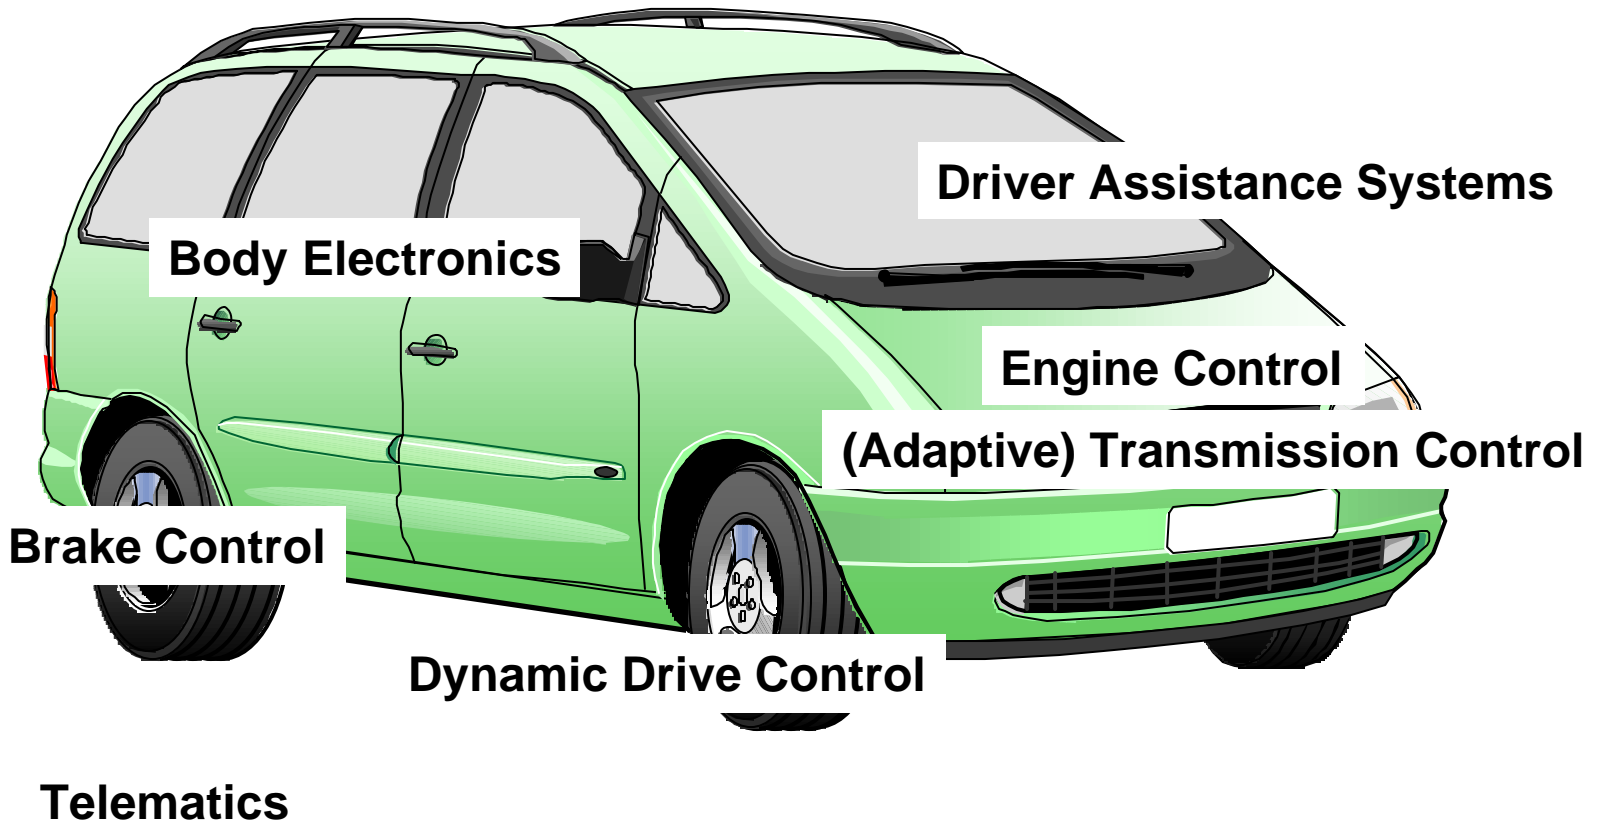 Driver Assistance Systems
Body Electronics
Engine Control
(Adaptive) Transmission Control
Brake Control
Dynamic Drive Control
Telematics